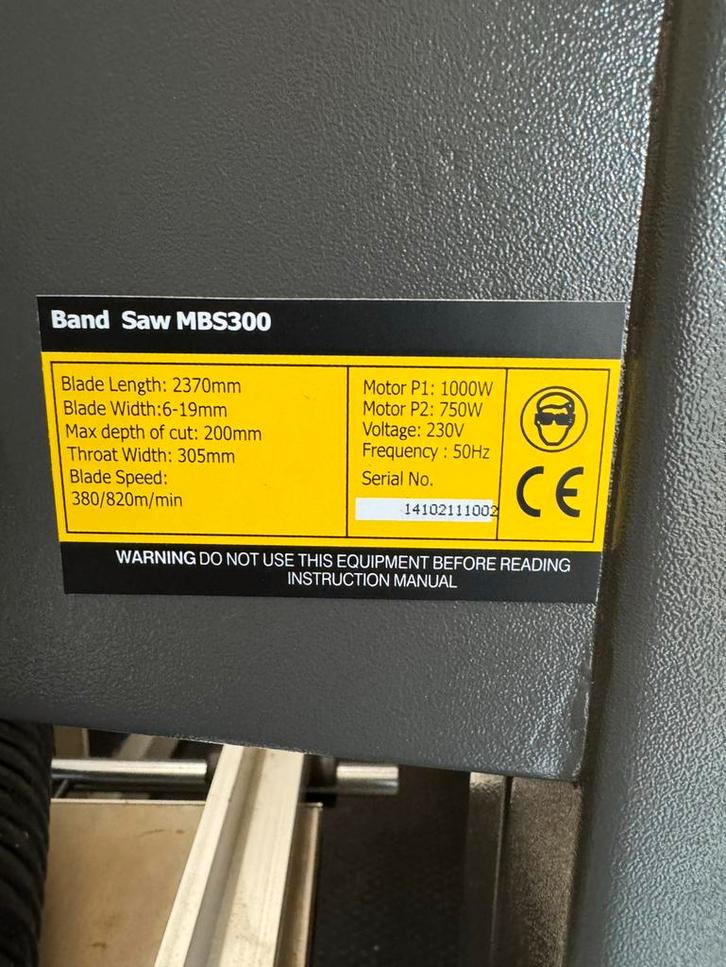 Band Saw MBS300
Blade Length: 2370mm
Blade Width:6-19mm
Max depth of cut: 200mm
Throat Width: 305mm
Blade Speed:
380/820m/min
Motor P1: 1000W
Motor P2: 750W
Voltage: 230V
Frequency : 50Hz
Serial No.
14102111002
CE
WARNING DO NOT USE THIS EQUIPMENT BEFORE READING
INSTRUCTION MANUAL